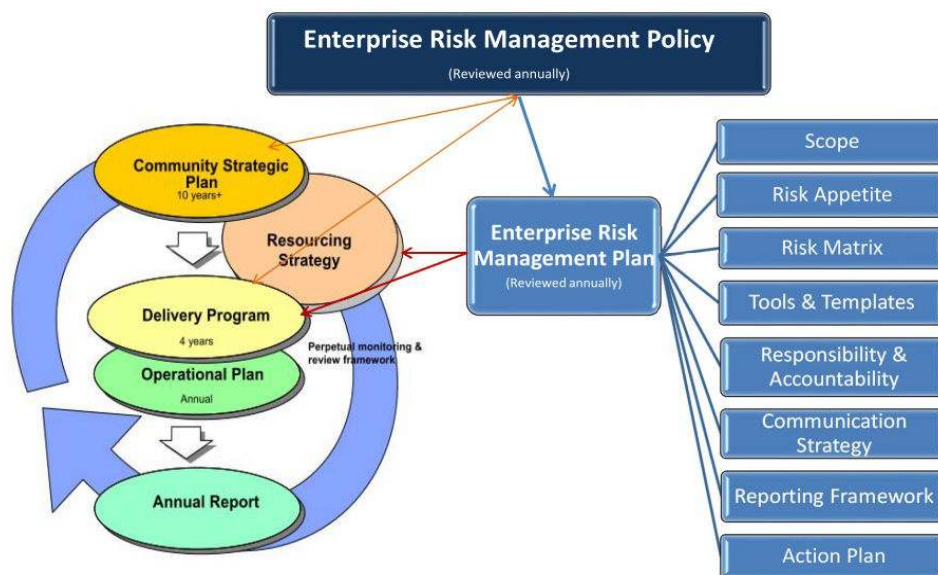 Enterprise Risk Management Policy
(Reviewed annually)
Community Strategic
Plan
10 years+
Resourcing
Strategy
Delivery Program
4 years
Perpetual monitoring &
review framework
Operational Plan
Annual
Annual Report
Enterprise Risk
Management Plan
(Reviewed annually)
Scope
Risk Appetite
Risk Matrix
Tools & Templates
Responsibility &
Accountability
Communication
Strategy
Reporting Framework
Action Plan